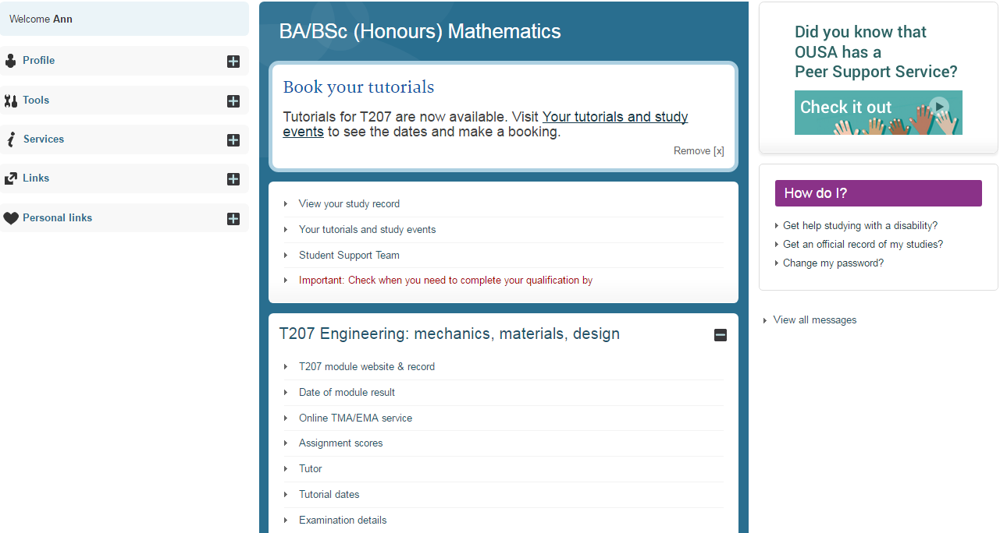 Welcome Ann
Profile
Tools
Services
Links
Personal links
BA/BSc (Honours) Mathematics
Book your tutorials
Tutorials for T207 are now available. Visit Your tutorials and study
events to see the dates and make a booking.
Remove [x]
View your study record
Your tutorials and study events
Student Support Team
Important: Check when you need to complete your qualification by
T207 Engineering: mechanics, materials, design
T207 module website & record
Date of module result
Online TMA/EMA service
Assignment scores
Tutor
Tutorial dates
Examination details
Did you know that
OUSA has a
Peer Support Service?
Check it out
How do I?
Get help studying with a disability?
Get an official record of my studies?
Change my password?
View all messages